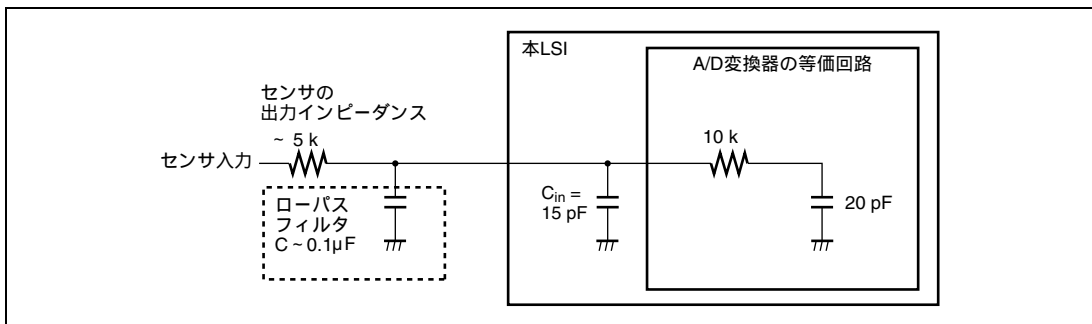 本LSI
A/D変換器の等価回路
センサの
出力インピーダンス
~ 5 k
10 k
センサ入力
ローパス
フィルタ
C ~ 0.1μF
Cin =
15 pF
20 pF